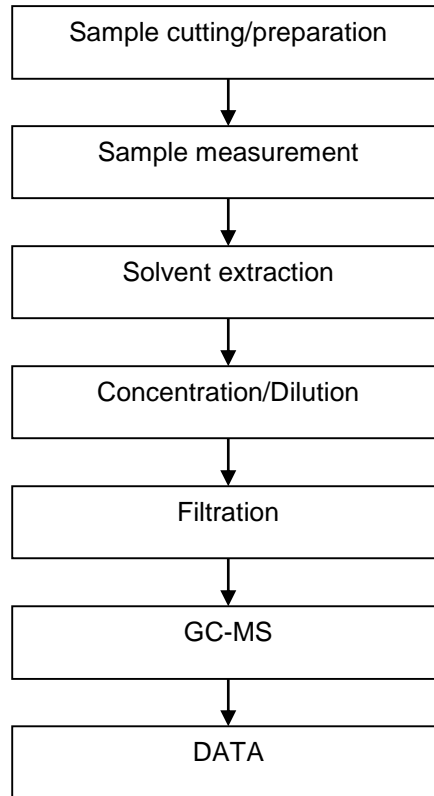 Sample cutting/preparation
Sample measurement
Solvent extraction
Concentration/Dilution
Filtration
GC-MS
DATA